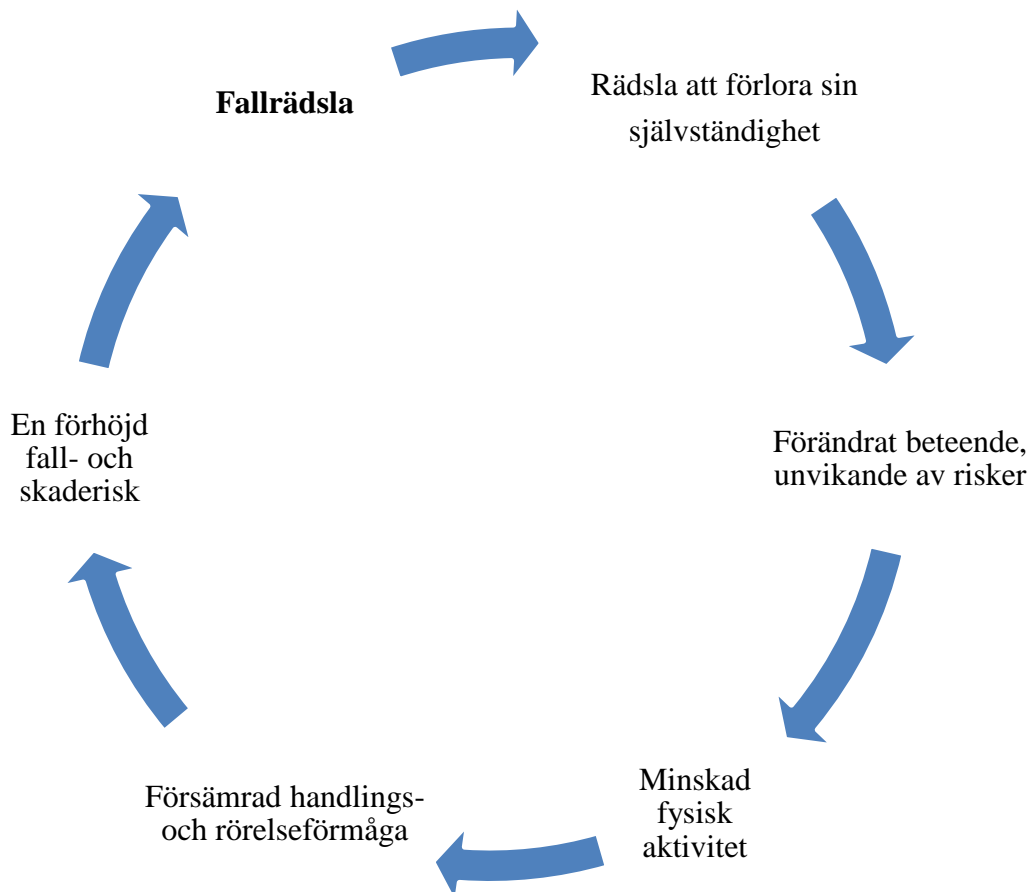 Fallrädsla
Rädsla att förlora sin
självständighet
Förändrat beteende,
unvikande av risker
Minskad
fysisk
aktivitet
Försämrad handlings-
och rörelseförmåga
En förhöjd
fall- och
skaderisk